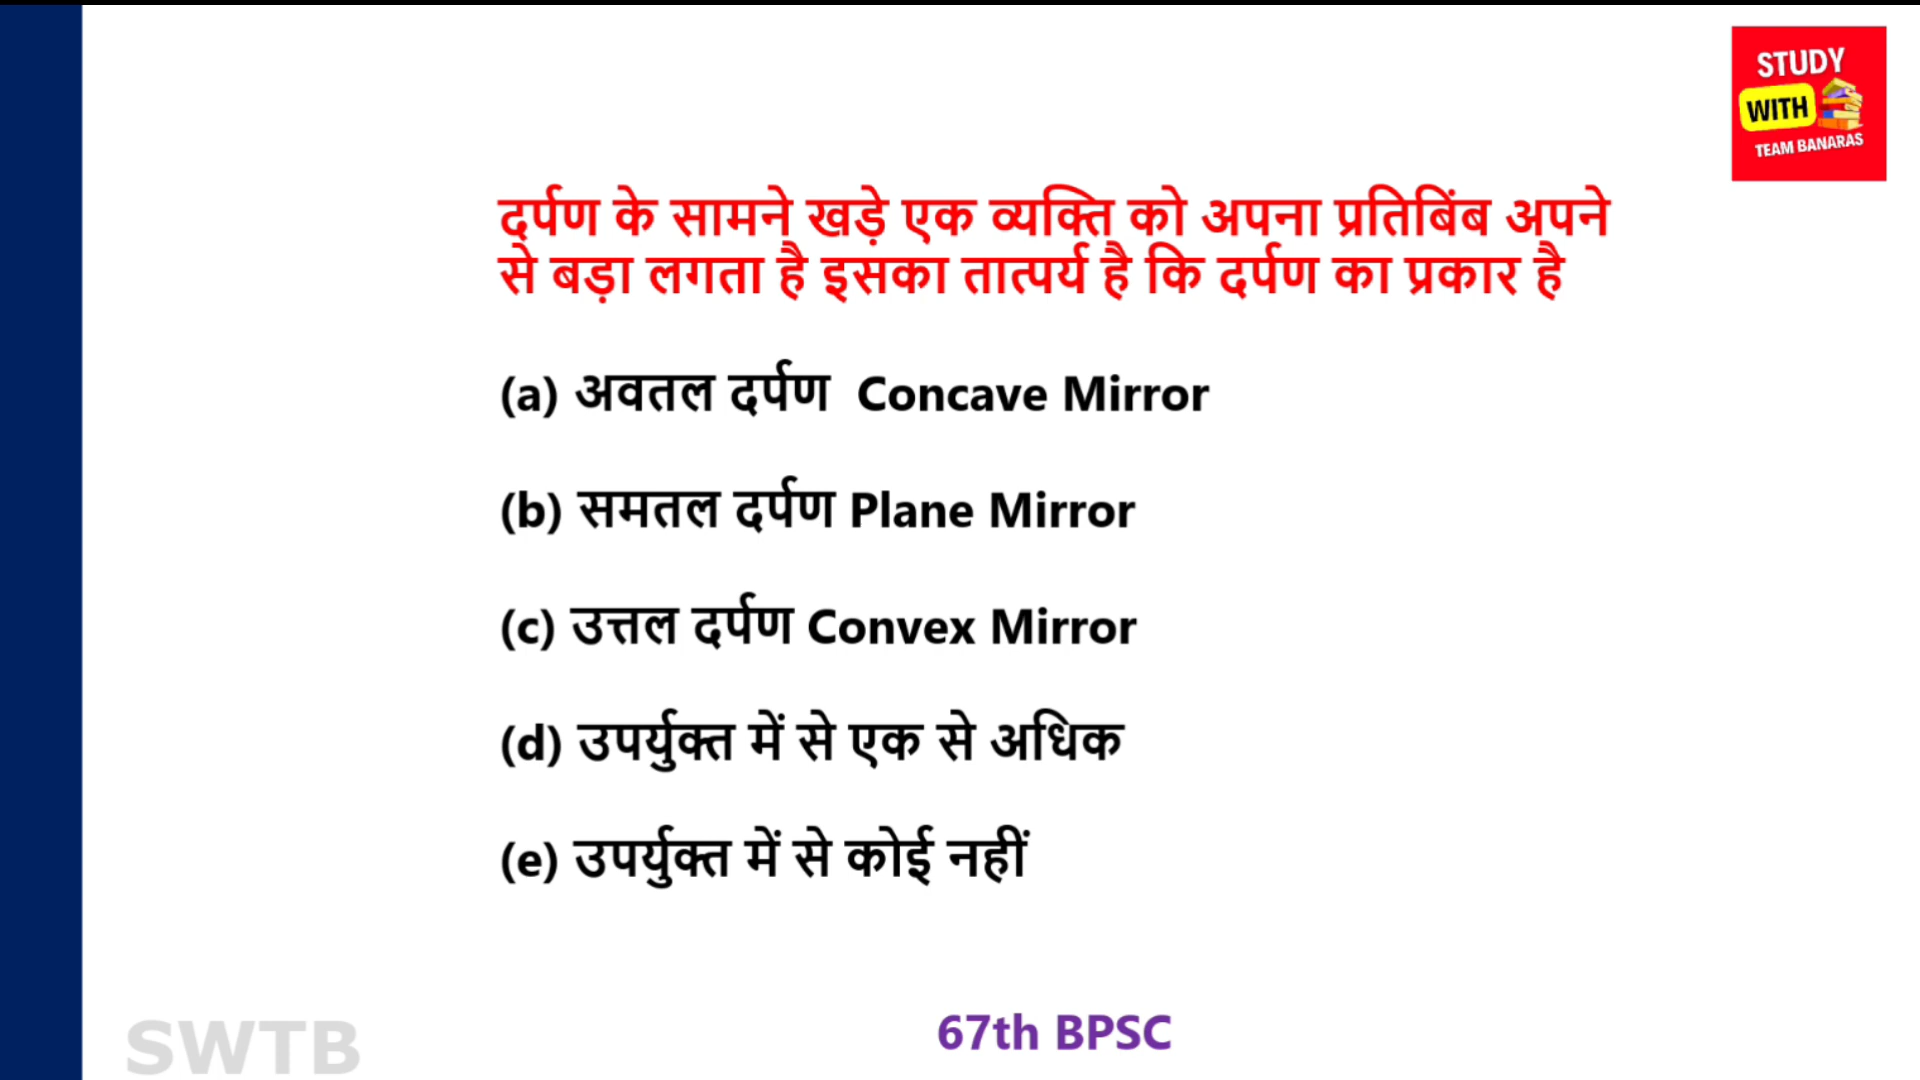 STUDY
WITH
TEAM BANARAS
दर्पण के सामने खड़े एक व्यक्ति को अपना प्रतिबिंब अपने
से बड़ा लगता है इसका तात्पर्य है कि दर्पण का प्रकार है
(a) अवतल दर्पण Concave Mirror
(b) समतल दर्पण Plane Mirror
(c) उत्तल दर्पण Convex Mirror
(d) उपर्युक्त में से एक से अधिक
(e) उपर्युक्त में से कोई नहीं
SWTB
67th BPSC